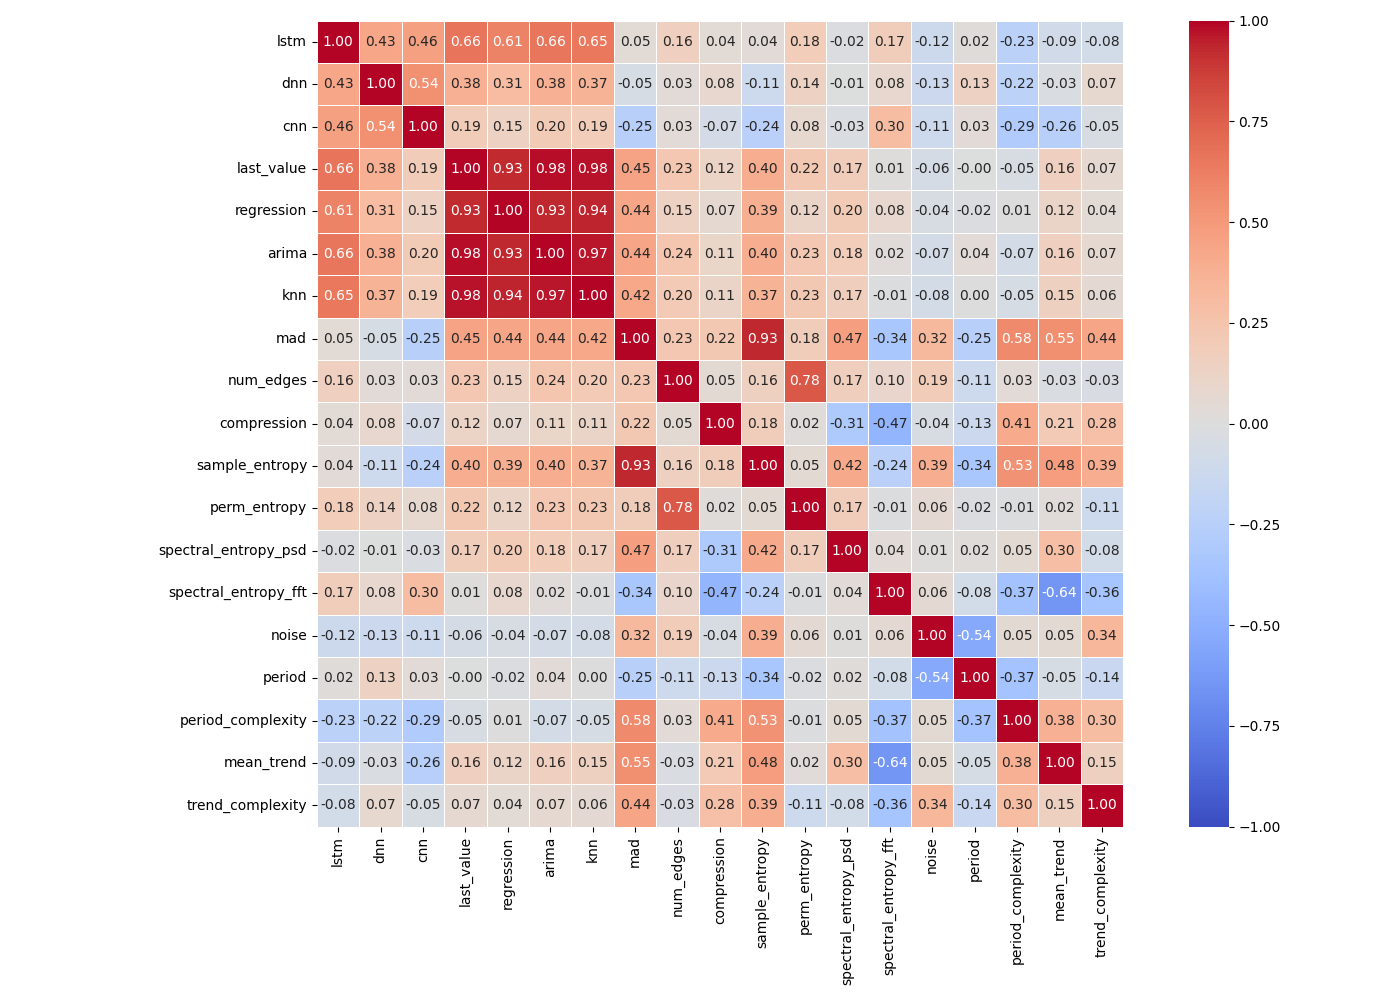 lstm 1.00 0.43 0.46 0.66 0.61 0.66 0.65 0.05 0.16 0.04 0.04 0.18 -0.02 0.17 -0.12 0.02 -0.23 -0.09 -0.08 1.00
dnn 0.43 1.00 0.54 0.38 0.31 0.38 0.37 -0.05 0.03 0.08 -0.11 0.14 -0.01 0.08 -0.13 0.13 -0.22 -0.03 0.07
cnn 0.46 0.54 1.00 0.19 0.15 0.20 0.19 -0.25 0.03 -0.07 -0.24 0.08 -0.03 0.30 -0.11 0.03 -0.29 -0.26 -0.05 0.75
last_value 0.66 0.38 0.19 1.00 0.93 0.98 0.98 0.45 0.23 0.12 0.40 0.22 0.17 0.01 -0.06 -0.00 -0.05 0.16 0.07
regression 0.61 0.31 0.15 0.93 1.00 0.93 0.94 0.44 0.15 0.07 0.39 0.12 0.20 0.08 -0.04 -0.02 0.01 0.12 0.04 0.50
arima 0.66 0.38 0.20 0.98 0.93 1.00 0.97 0.44 0.24 0.11 0.40 0.23 0.18 0.02 -0.07 0.04 -0.07 0.16 0.07
knn 0.65 0.37 0.19 0.98 0.94 0.97 1.00 0.42 0.20 0.11 0.37 0.23 0.17 -0.01 -0.08 0.00 -0.05 0.15 0.06
mad 0.05 -0.05 -0.25 0.45 0.44 0.44 0.42 1.00 0.23 0.22 0.93 0.18 0.47 -0.34 0.32 -0.25 0.58 0.55 0.44 0.25
num_edges 0.16 0.03 0.03 0.23 0.15 0.24 0.20 0.23 1.00 0.05 0.16 0.78 0.17 0.10 0.19 -0.11 0.03 -0.03 -0.03
compression 0.04 0.08 -0.07 0.12 0.07 0.11 0.11 0.22 0.05 1.00 0.18 0.02 -0.31 -0.47 -0.04 -0.13 0.41 0.21 0.28 0.00
sample_entropy 0.04 -0.11 -0.24 0.40 0.39 0.40 0.37 0.93 0.16 0.18 1.00 0.05 0.42 -0.24 0.39 -0.34 0.53 0.48 0.39
perm_entropy 0.18 0.14 0.08 0.22 0.12 0.23 0.23 0.18 0.78 0.02 0.05 1.00 0.17 -0.01 0.06 -0.02 -0.01 0.02 -0.11
−0.25
spectral_entropy_psd -0.02 -0.01 -0.03 0.17 0.20 0.18 0.17 0.47 0.17 -0.31 0.42 0.17 1.00 0.04 0.01 0.02 0.05 0.30 -0.08
spectral_entropy_fft 0.17 0.08 0.30 0.01 0.08 0.02 -0.01 -0.34 0.10 -0.47 -0.24 -0.01 0.04 1.00 0.06 -0.08 -0.37 -0.64 -0.36
noise -0.12 -0.13 -0.11 -0.06 -0.04 -0.07 -0.08 0.32 0.19 -0.04 0.39 0.06 0.01 0.06 1.00 -0.54 0.05 0.05 0.34 −0.50
period 0.02 0.13 0.03 -0.00 -0.02 0.04 0.00 -0.25 -0.11 -0.13 -0.34 -0.02 0.02 -0.08 -0.54 1.00 -0.37 -0.05 -0.14
period_complexity -0.23 -0.22 -0.29 -0.05 0.01 -0.07 -0.05 0.58 0.03 0.41 0.53 -0.01 0.05 -0.37 0.05 -0.37 1.00 0.38 0.30 −0.75
mean_trend -0.09 -0.03 -0.26 0.16 0.12 0.16 0.15 0.55 -0.03 0.21 0.48 0.02 0.30 -0.64 0.05 -0.05 0.38 1.00 0.15
trend_complexity -0.08 0.07 -0.05 0.07 0.04 0.07 0.06 0.44 -0.03 0.28 0.39 -0.11 -0.08 -0.36 0.34 -0.14 0.30 0.15 1.00
−1.00
lstm
dnn
cnn
last_value
regression
arima
knn
mad
num_edges
compression
sample_entropy
perm_entropy
spectral_entropy_psd
spectral_entropy_fft
noise
period
period_complexity
mean_trend
trend_complexity